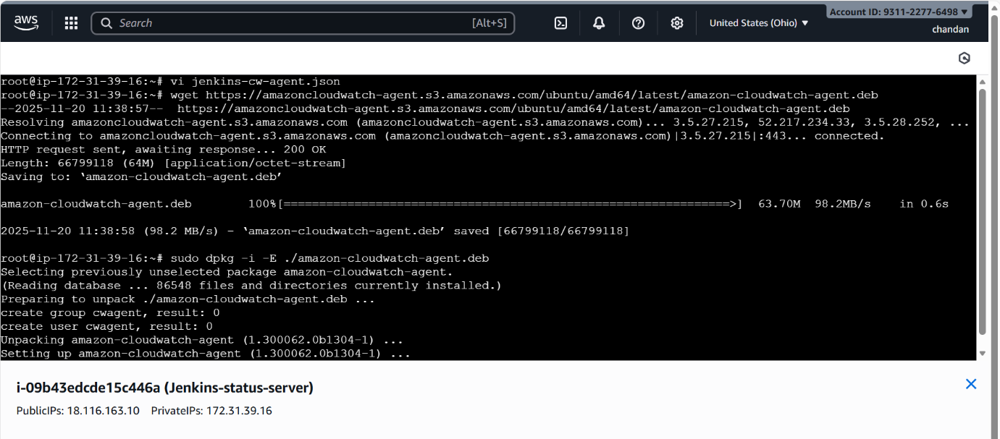 aws
Search
[Alt+S]
United States (Ohio) ▼
Account ID: 9311-2277-6498 ▼
chandan
root@ip-172-31-39-16:~# vi jenkins-cw-agent.json
root@ip-172-31-39-16:~# wget https://amazoncloudwatch-agent.s3.amazonaws.com/ubuntu/amd64/latest/amazon-cloudwatch-agent.deb
--2025-11-20 11:38:57--  https://amazoncloudwatch-agent.s3.amazonaws.com/ubuntu/amd64/latest/amazon-cloudwatch-agent.deb
Resolving amazoncloudwatch-agent.s3.amazonaws.com (amazoncloudwatch-agent.s3.amazonaws.com)... 3.5.27.215, 52.217.234.33, 3.5.28.252, ...
Connecting to amazoncloudwatch-agent.s3.amazonaws.com (amazoncloudwatch-agent.s3.amazonaws.com)|3.5.27.215|:443... connected.
HTTP request sent, awaiting response... 200 OK
Length: 66799118 (64M) [application/octet-stream]
Saving to: ‘amazon-cloudwatch-agent.deb’
amazon-cloudwatch-agent.deb        100%[===============================================================>]  63.70M  98.2MB/s    in 0.6s
2025-11-20 11:38:58 (98.2 MB/s) - ‘amazon-cloudwatch-agent.deb’ saved [66799118/66799118]
root@ip-172-31-39-16:~# sudo dpkg -i -E ./amazon-cloudwatch-agent.deb
Selecting previously unselected package amazon-cloudwatch-agent.
(Reading database ... 86548 files and directories currently installed.)
Preparing to unpack ./amazon-cloudwatch-agent.deb ...
create group cwagent, result: 0
create user cwagent, result: 0
Unpacking amazon-cloudwatch-agent (1.300062.0b1304-1) ...
Setting up amazon-cloudwatch-agent (1.300062.0b1304-1) ...
i-09b43edcde15c446a (Jenkins-status-server)
PublicIPs: 18.116.163.10    PrivateIPs: 172.31.39.16